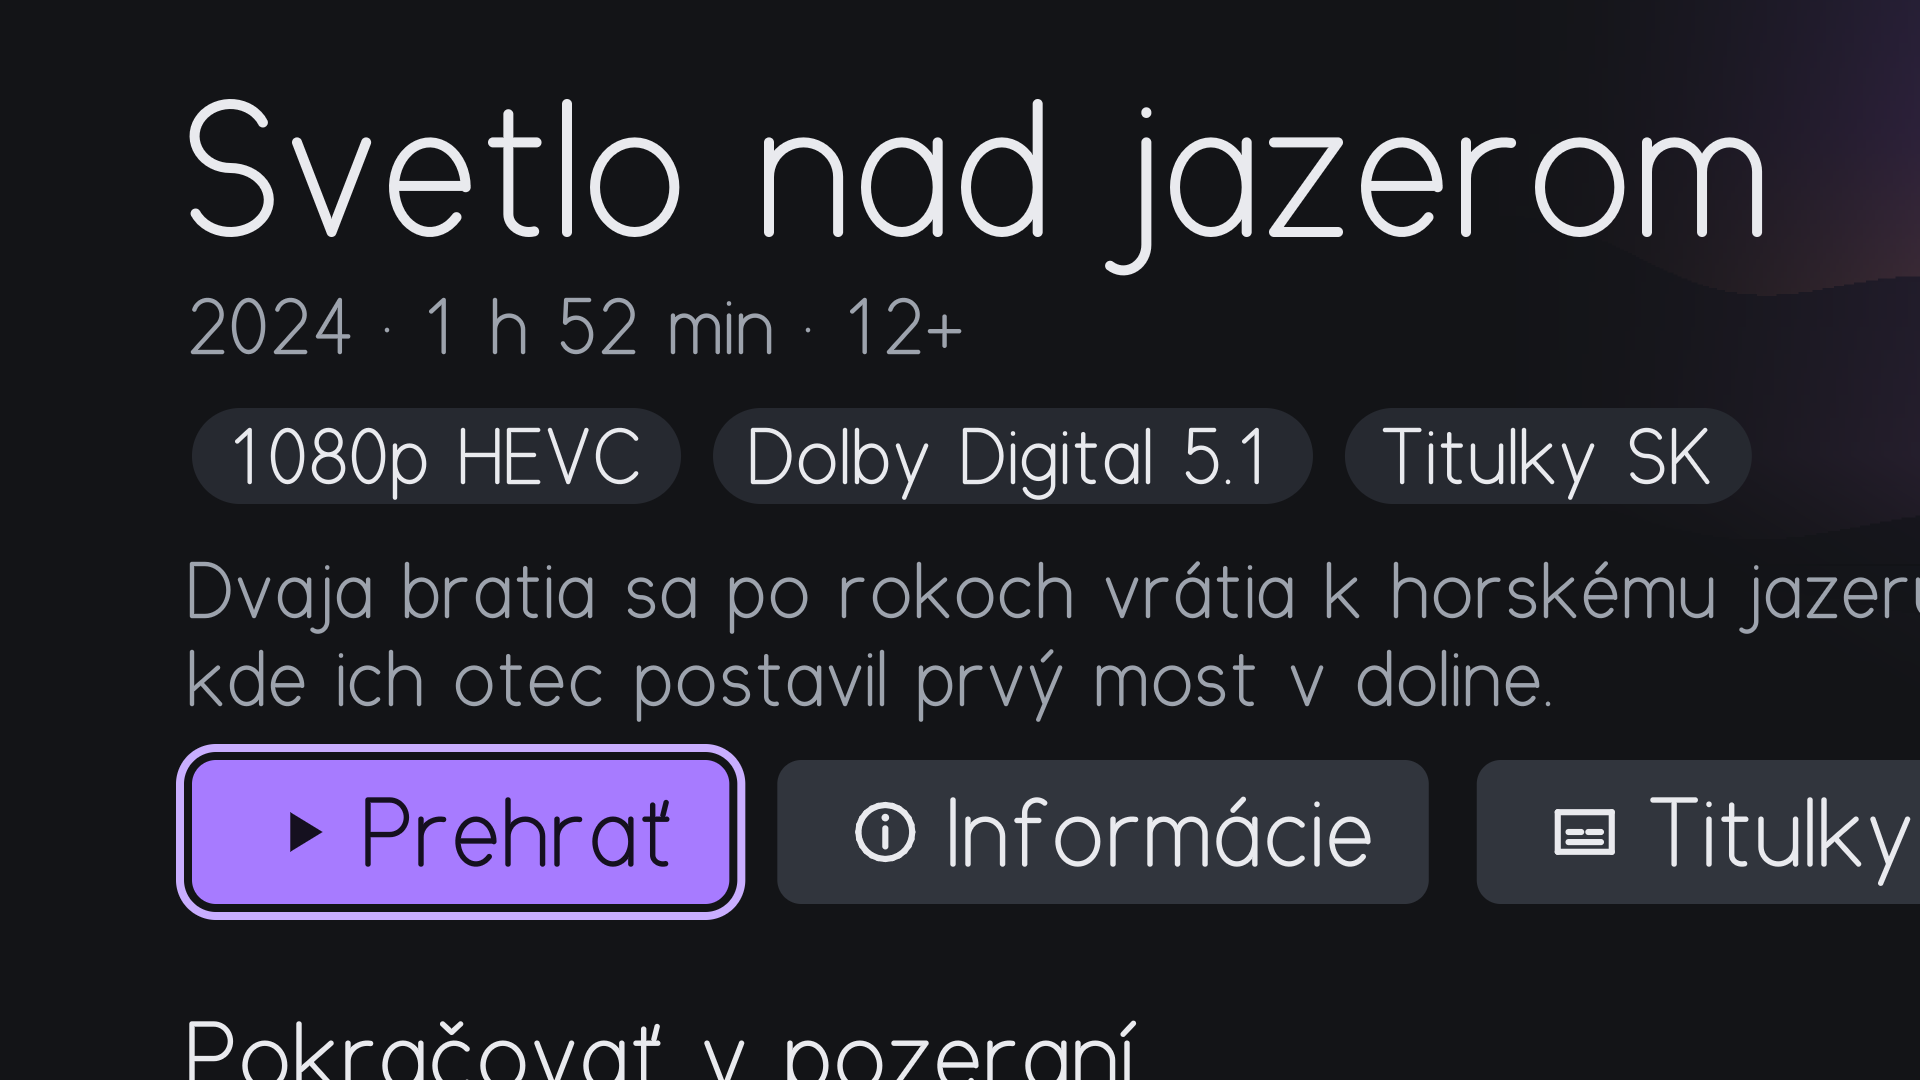 Svetlo nad jazerom
2024 · 1 h 52 min · 12+
1080p HEVC
Dolby Digital 5.1
Titulky SK
Dvaja bratia sa po rokoch vrátia k horskému
kde ich otec postavil prvý most v doline.
Prehrať
Informácie
Titulky
Pokračovať v pozeraní